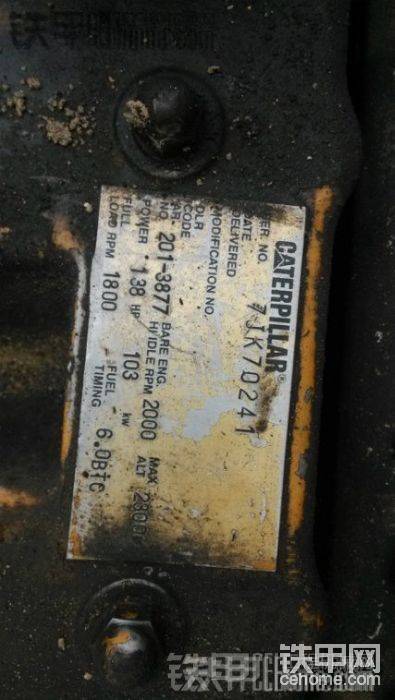 CATERPILLAR®
SER. NO. 7JK70241
DATE
DELIVERED
MODIFICATION NO.
DLR
CODE
AR.
NO. 201-3877 BARE ENG. HI/IDLE RPM 2000 MAX ALT
POWER 138 HP 103 kW
FULL
LOAD RPM 1800 FUEL
TIMING 6.0BTC
铁甲网
cehome.com